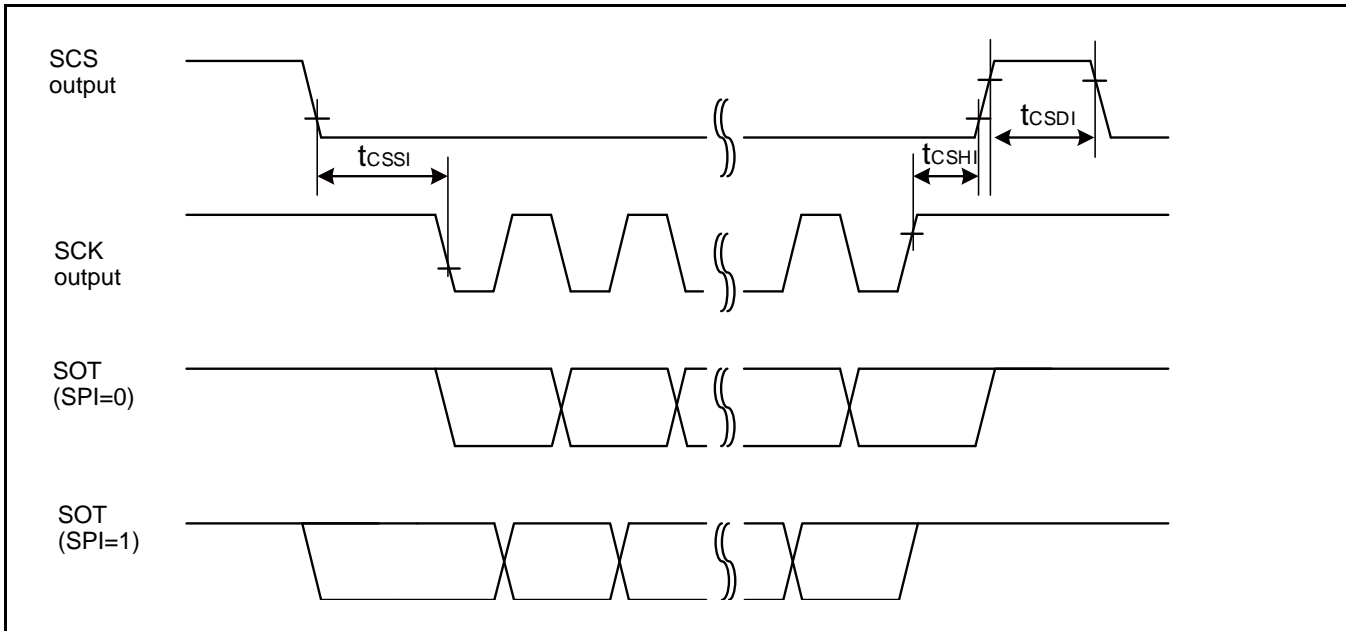 SCS
output
tCSSI
tCSHI
tCSDI
SCK
output
SOT
(SPI=0)
SOT
(SPI=1)